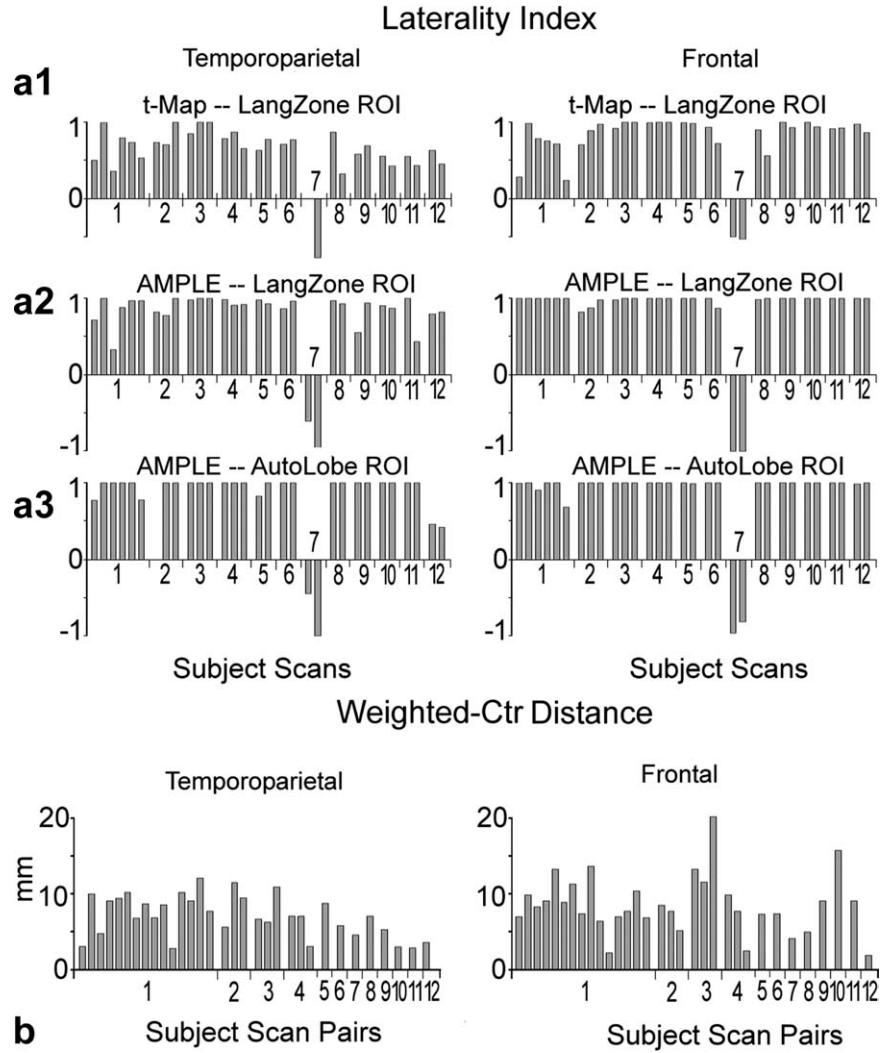 Laterality Index
Temporoparietal Frontal
a1
t-Map -- LangZone ROI t-Map -- LangZone ROI
1 1
7 7
0 0
1 2 3 4 5 6 8 9 10 11 12 1 2 3 4 5 6 8 9 10 11 12
a2
AMPLE -- LangZone ROI AMPLE -- LangZone ROI
1 1
7 7
0 0
1 2 3 4 5 6 8 9 10 11 12 1 2 3 4 5 6 8 9 10 11 12
-1 -1
AMPLE -- AutoLobe ROI AMPLE -- AutoLobe ROI
a3
1 1
7 7
0 0
1 2 3 4 5 6 8 9 10 11 12 1 2 3 4 5 6 8 9 10 11 12
-1 -1
Subject Scans Subject Scans
Weighted-Ctr Distance
Temporoparietal Frontal
20 20
mm
10 10
0 0
1 2 3 4 5 6 7 8 9 10 11 12 1 2 3 4 5 6 7 8 9 10 11 12
b
Subject Scan Pairs Subject Scan Pairs